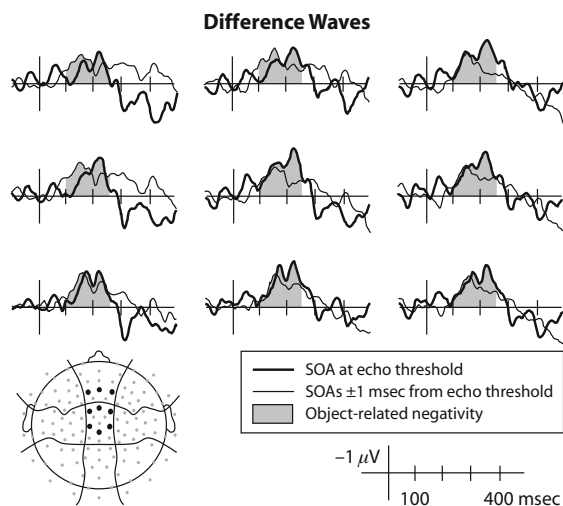 Difference Waves
SOA at echo threshold
SOAs ±1 msec from echo threshold
Object-related negativity
–1 μV
100 400 msec